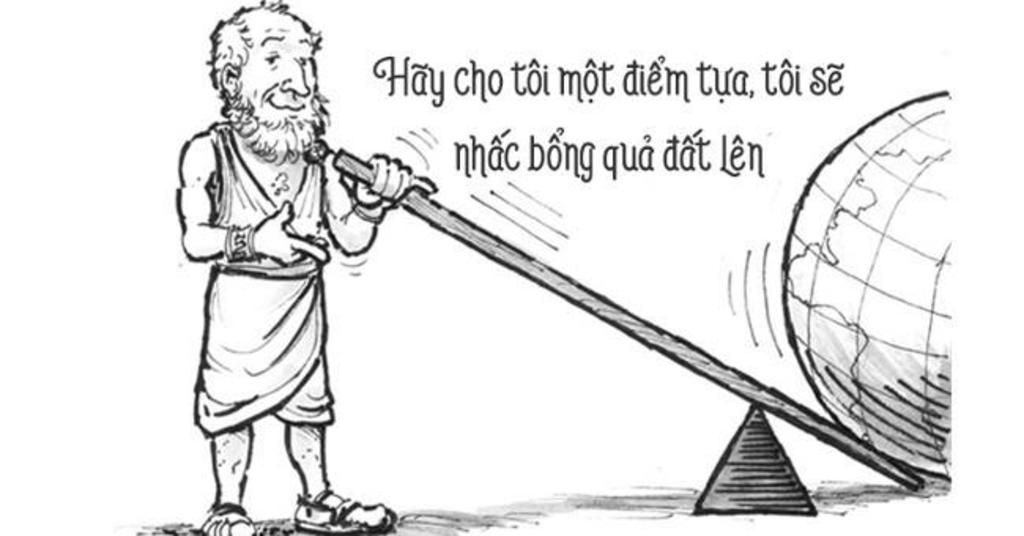 Hãy cho tôi một điểm tựa, tôi sẽ
nhấc bổng quả đất lên